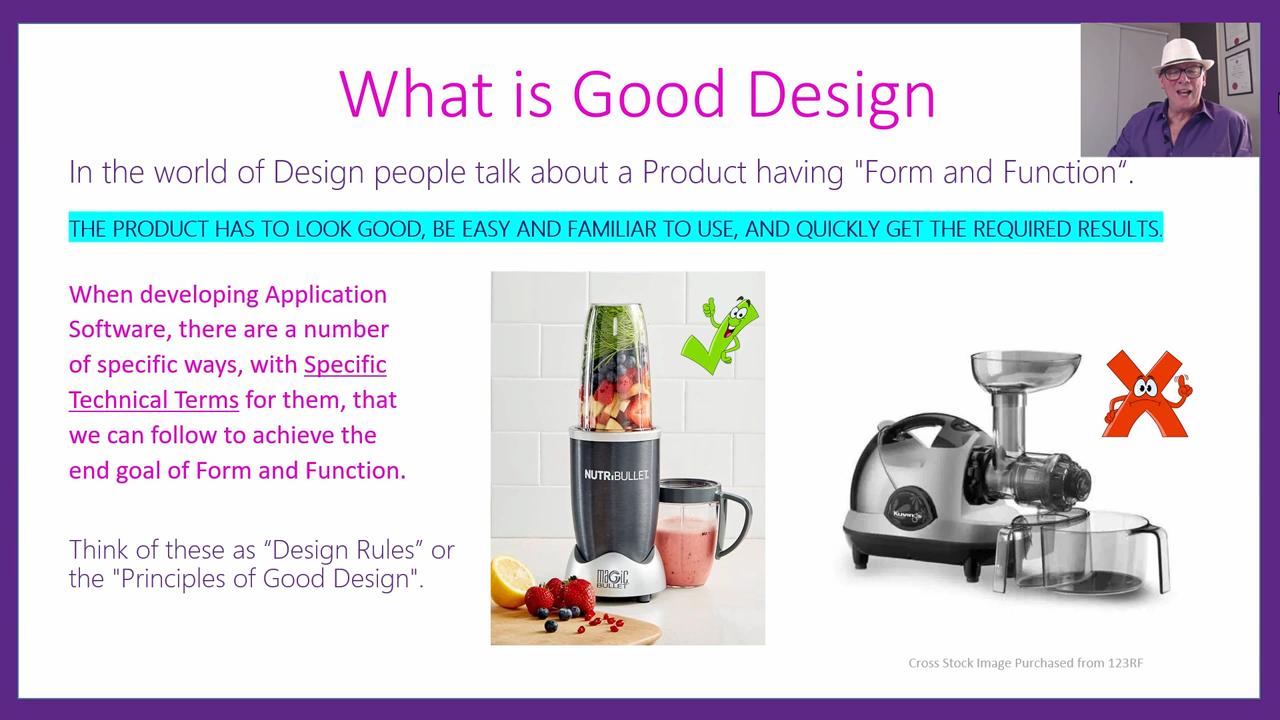 What is Good Design
In the world of Design people talk about a Product having "Form and Function“.
THE PRODUCT HAS TO LOOK GOOD, BE EASY AND FAMILIAR TO USE, AND QUICKLY GET THE REQUIRED RESULTS.
When developing Application
Software, there are a number
of specific ways, with Specific
Technical Terms for them, that
we can follow to achieve the
end goal of Form and Function.
Think of these as “Design Rules” or
the "Principles of Good Design".
NUTRiBULLET.
MAGIC
BULLET
Kuvings
Cross Stock Image Purchased from 123RF